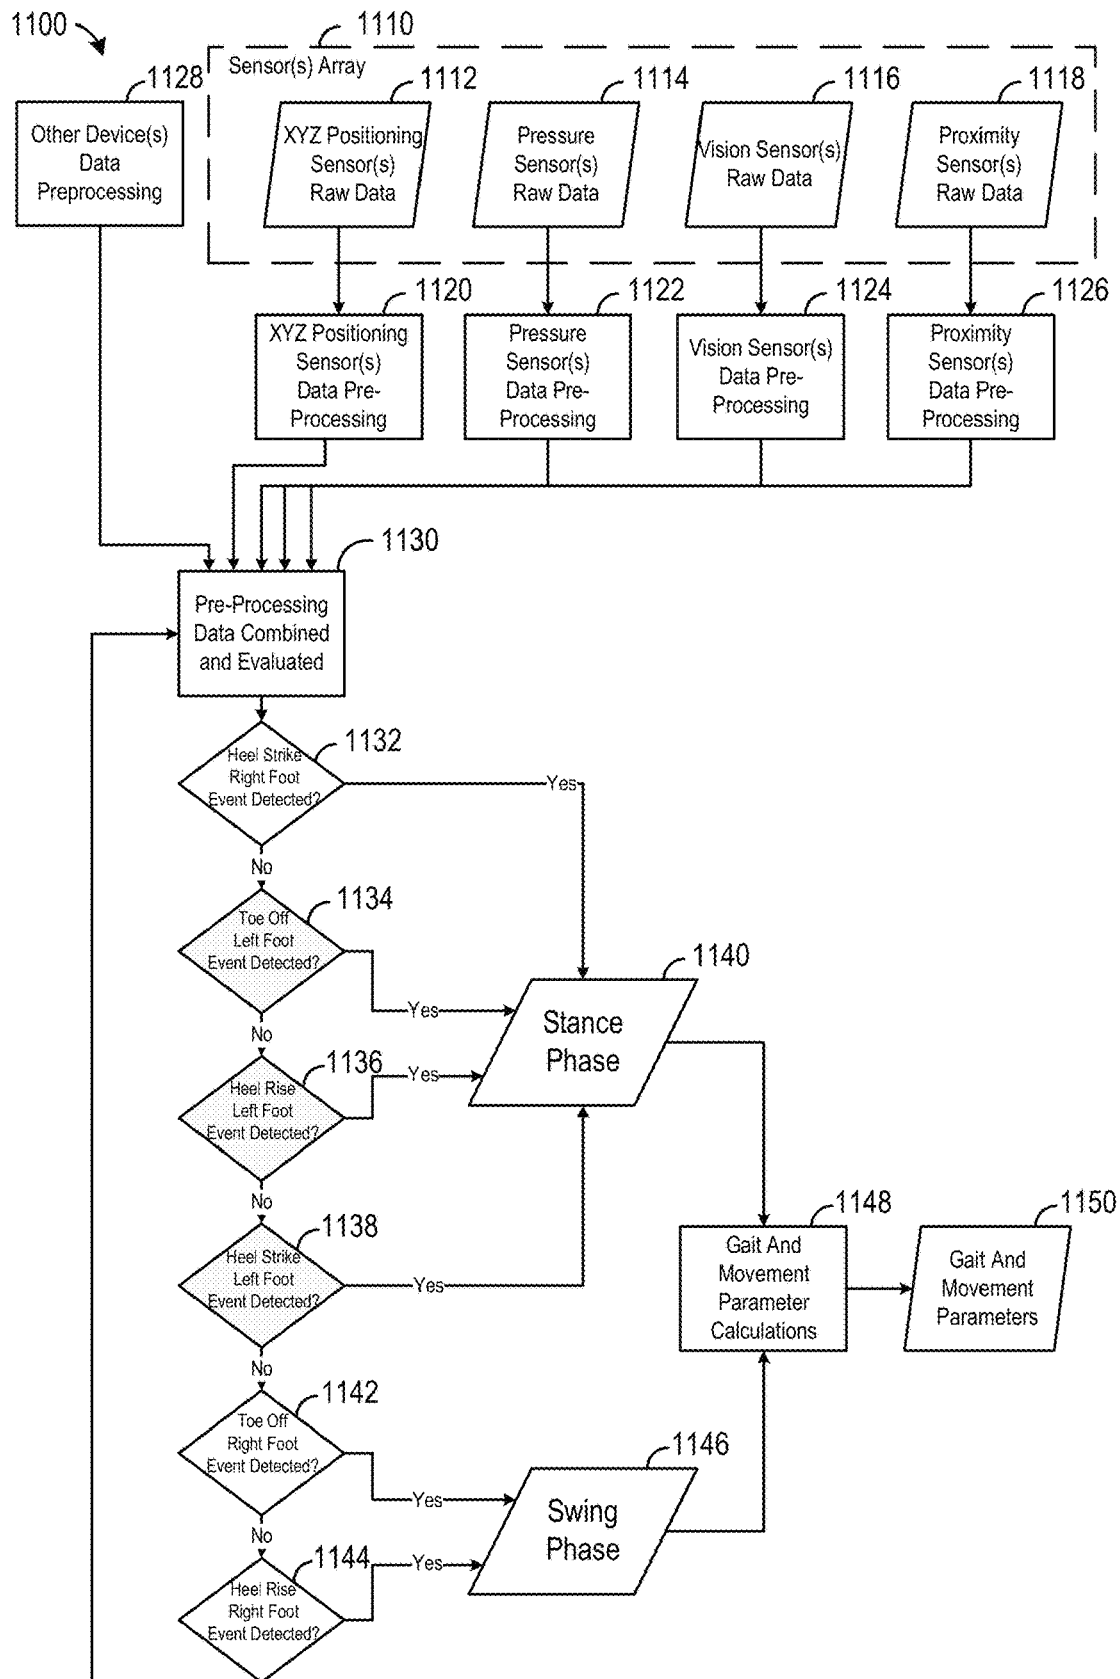 1100
1110
1128
Sensor(s) Array
1112
1114
1116
1118
Other Device(s)
Data
Preprocessing
XYZ Positioning
Sensor(s)
Raw Data
Pressure
Sensor(s)
Raw Data
Vision Sensor(s)
Raw Data
Proximity
Sensor(s)
Raw Data
1120
1122
1124
1126
XYZ Positioning
Sensor(s)
Data Pre-
Processing
Pressure
Sensor(s)
Data Pre-
Processing
Vision Sensor(s)
Data Pre-
Processing
Proximity
Sensor(s)
Data Pre-
Processing
1130
Pre-Processing
Data Combined
and Evaluated
1132
Heel Strike
Right Foot
Event Detected?
Yes
No
1134
Toe Off
Left Foot
Event Detected?
Yes
No
1140
Stance
Phase
1136
Heel Rise
Left Foot
Event Detected?
Yes
No
1138
Heel Strike
Left Foot
Event Detected?
Yes
No
1148
Gait And
Movement
Parameter
Calculations
1150
Gait And
Movement
Parameters
1142
Toe Off
Right Foot
Event Detected?
Yes
No
1146
Swing
Phase
1144
Heel Rise
Right Foot
Event Detected?
Yes